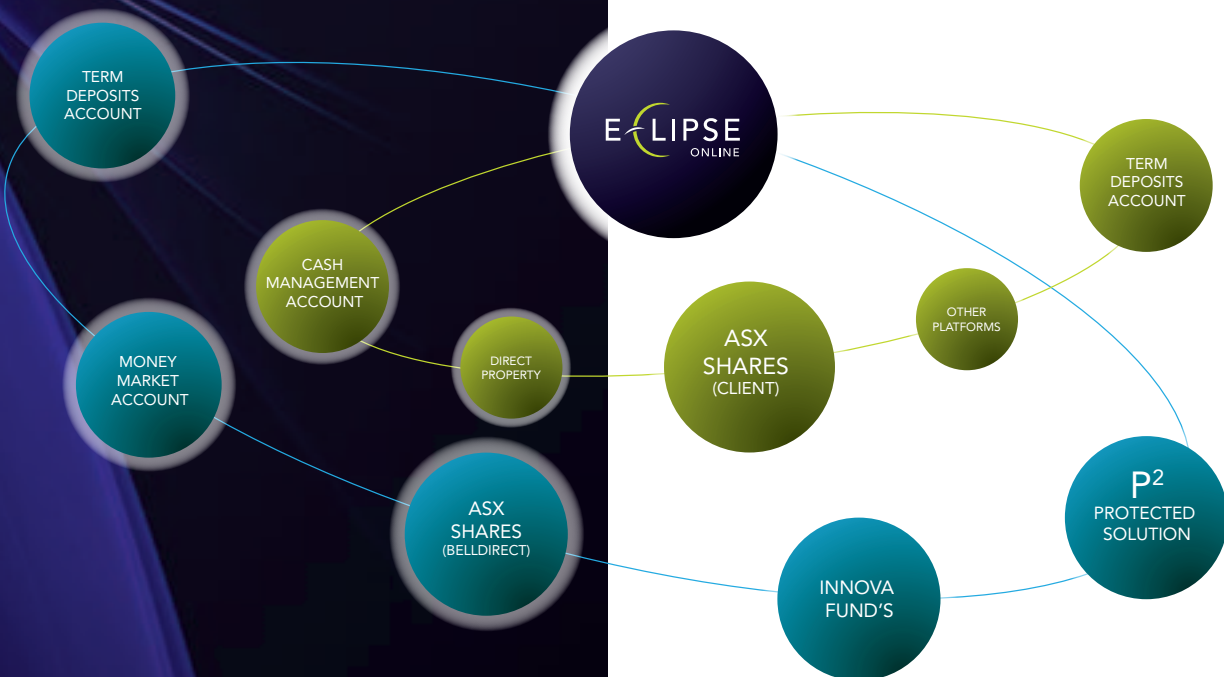 TERM
DEPOSITS
ACCOUNT
ECLIPSE
ONLINE
TERM
DEPOSITS
ACCOUNT
CASH
MANAGEMENT
ACCOUNT
OTHER
PLATFORMS
ASX
SHARES
(CLIENT)
DIRECT
PROPERTY
MONEY
MARKET
ACCOUNT
P²
PROTECTED
SOLUTION
ASX
SHARES
(BELLDIRECT)
INNOVA
FUND'S